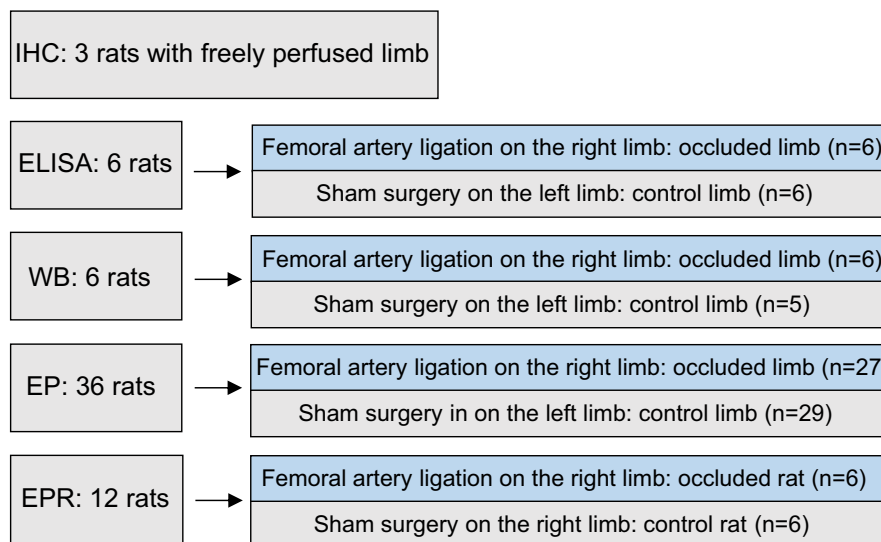 IHC: 3 rats with freely perfused limb
ELISA: 6 rats
Femoral artery ligation on the right limb: occluded limb (n=6)
Sham surgery on the left limb: control limb (n=6)
WB: 6 rats
Femoral artery ligation on the right limb: occluded limb (n=6)
Sham surgery on the left limb: control limb (n=5)
EP: 36 rats
Femoral artery ligation on the right limb: occluded limb (n=27
Sham surgery in on the left limb: control limb (n=29)
EPR: 12 rats
Femoral artery ligation on the right limb: occluded rat (n=6)
Sham surgery on the right limb: control rat (n=6)